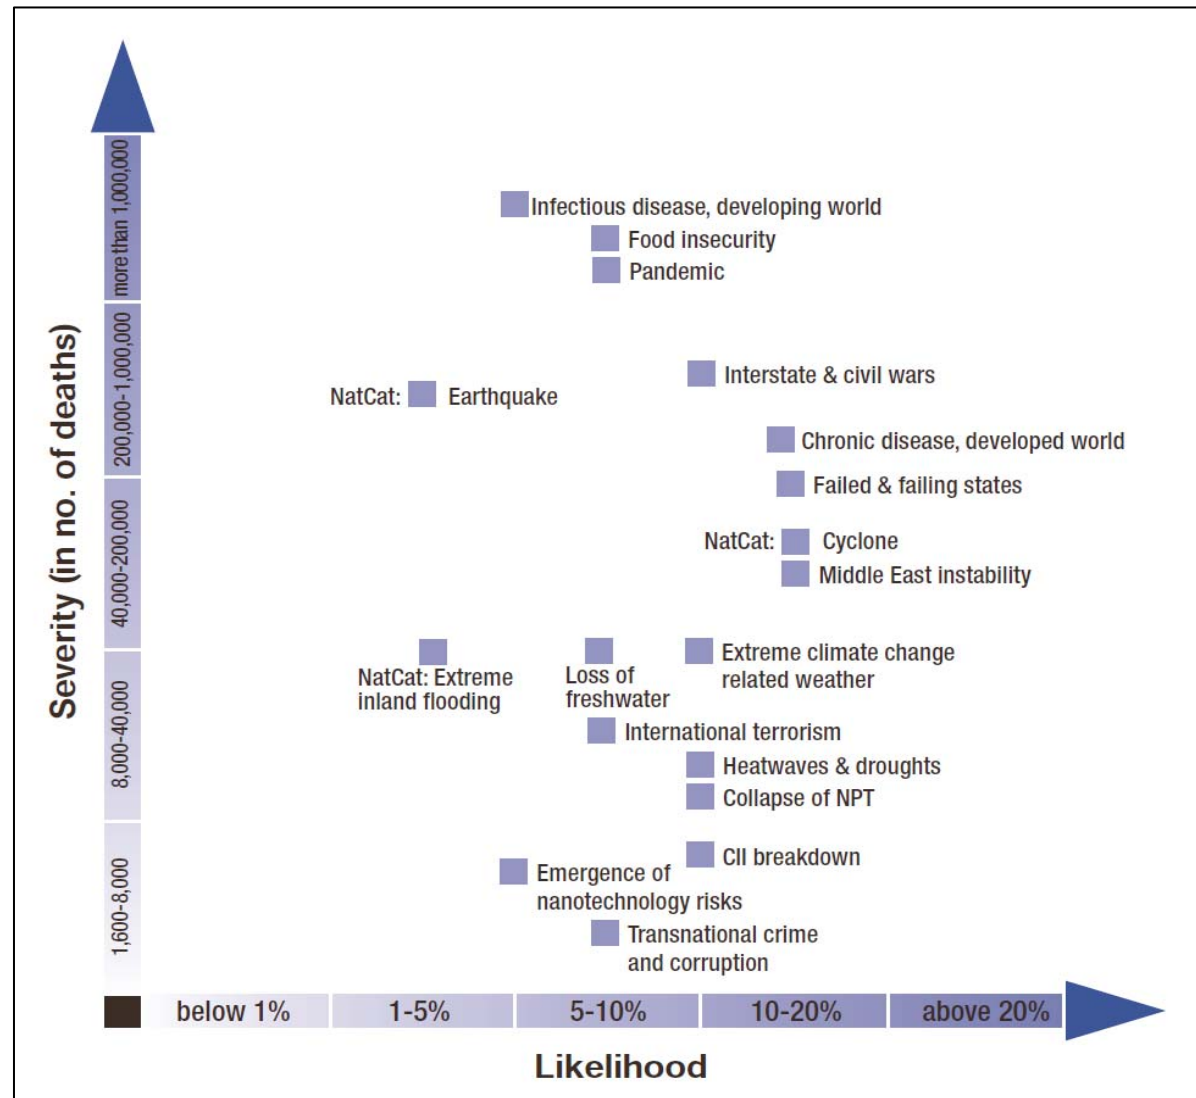 Severity (in no. of deaths)
more than 1,000,000
200,000-1,000,000
40,000-200,000
8,000-40,000
1,600-8,000
Infectious disease, developing world
Food insecurity
Pandemic
Interstate & civil wars
NatCat: Earthquake
Chronic disease, developed world
Failed & failing states
NatCat: Cyclone
Middle East instability
NatCat: Extreme
inland flooding
Loss of
freshwater
Extreme climate change
related weather
International terrorism
Heatwaves & droughts
Collapse of NPT
CII breakdown
Emergence of
nanotechnology risks
Transnational crime
and corruption
below 1%
1-5%
5-10%
10-20%
above 20%
Likelihood